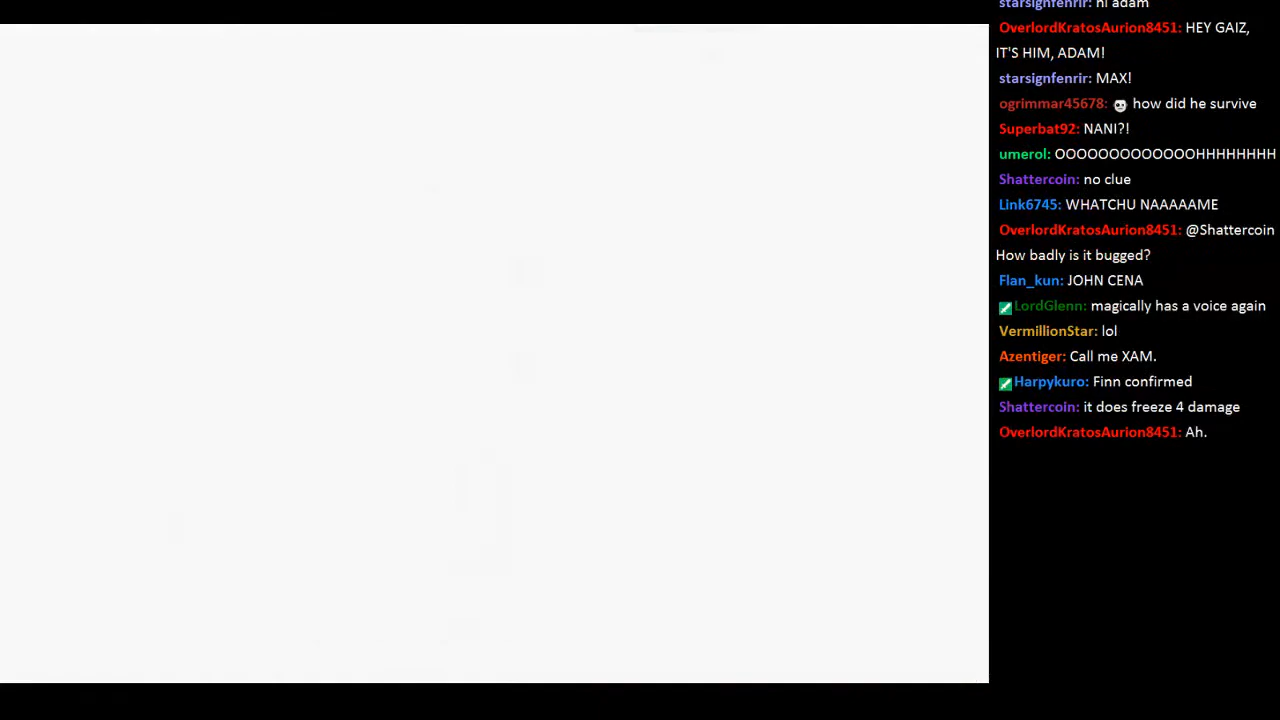 starsignfenrir: hi adam
OverlordKratosAurion8451: HEY GAIZ,
IT'S HIM, ADAM!
starsignfenrir: MAX!
ogrimmar45678: how did he survive
Superbat92: NANI?!
umerol: OOOOOOOOOOOOOHHHHHHHH
Shattercoin: no clue
Link6745: WHATCHU NAAAAAME
OverlordKratosAurion8451: @Shattercoin
How badly is it bugged?
Flan_kun: JOHN CENA
LordGlenn: magically has a voice again
VermillionStar: lol
Azentiger: Call me XAM.
Harpykuro: Finn confirmed
Shattercoin: it does freeze 4 damage
OverlordKratosAurion8451: Ah.